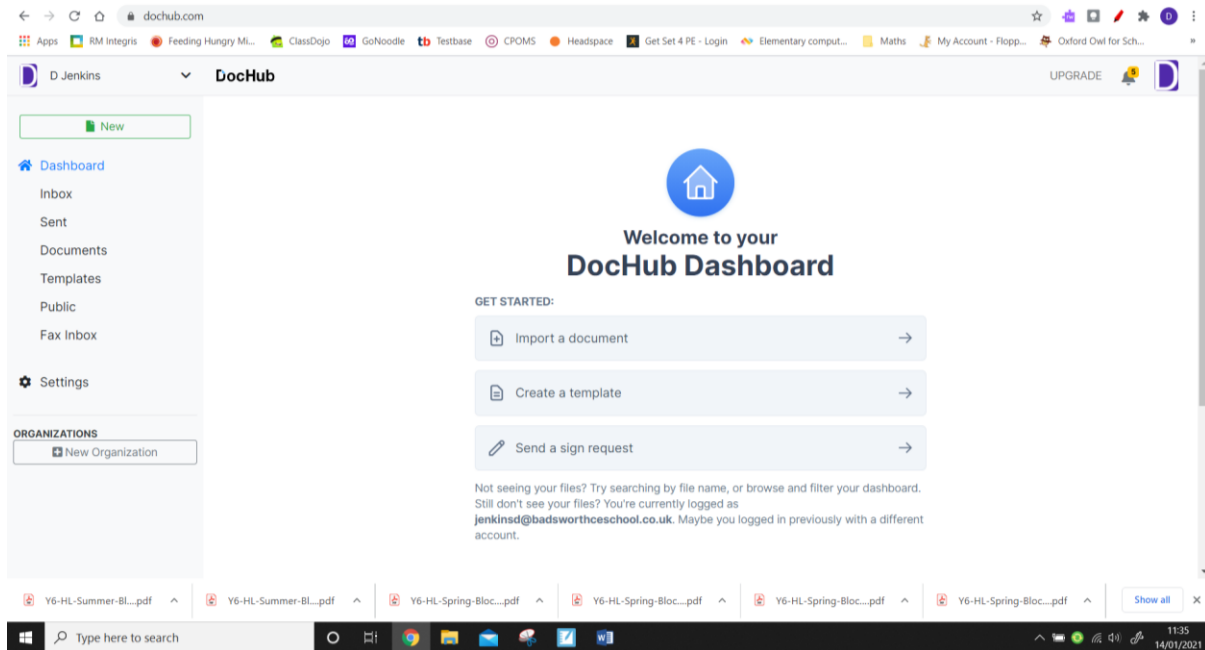 dochub.com
D
Apps RM Integris Feeding Hungry Mi... ClassDojo GoNoodle tb Testbase CPOMS Headspace Get Set 4 PE - Login Elementary comput... Maths My Account - Flopp... Oxford Owl for Sch... »
D D Jenkins DocHub UPGRADE 5 D
New
Dashboard
Inbox
Sent
Documents
Templates
Public
Fax Inbox
Settings
ORGANIZATIONS
New Organization
Welcome to your
DocHub Dashboard
GET STARTED:
Import a document
Create a template
Send a sign request
Not seeing your files? Try searching by file name, or browse and filter your dashboard.
Still don't see your files? You're currently logged as
jenkinsd@badsworthceschool.co.uk. Maybe you logged in previously with a different
account.
Y6-HL-Summer-Bl....pdf Y6-HL-Summer-Bl....pdf Y6-HL-Spring-Bloc....pdf Y6-HL-Spring-Bloc....pdf Y6-HL-Spring-Bloc....pdf Y6-HL-Spring-Bloc....pdf Show all
Type here to search
11:35
14/01/2021